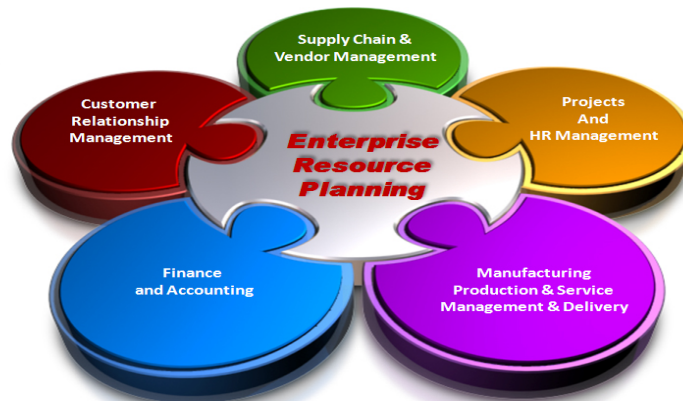 Supply Chain &
Vendor Management
Customer
Relationship
Management
Projects
And
HR Management
Enterprise
Resource
Planning
Finance
and Accounting
Manufacturing
Production & Service
Management & Delivery